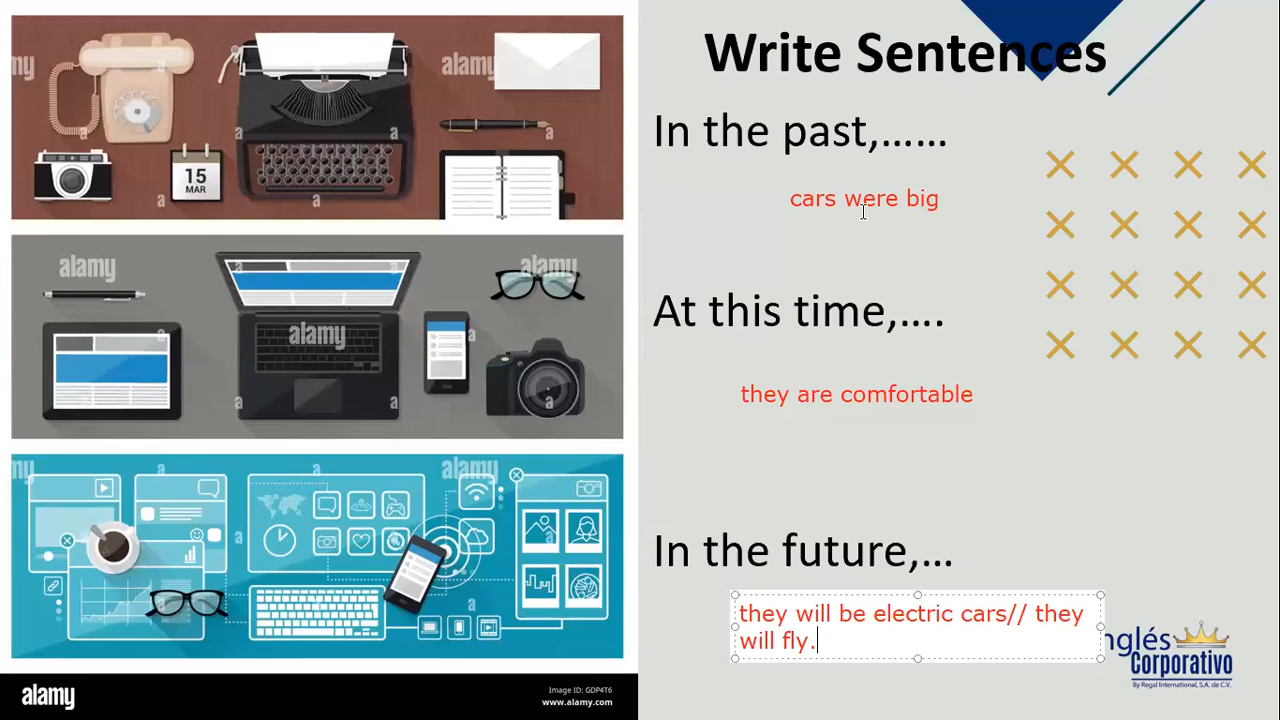 alamy
15
MAR
alamy
alamy
alamy
alamy
alamy
Image ID: GDP4T6
www.alamy.com
Write Sentences
In the past,……
cars were big
At this time,….
they are comfortable
In the future,…
they will be electric cars// they
will fly.
nglés
Corporativo
By Regal International, S.A. de C.V.